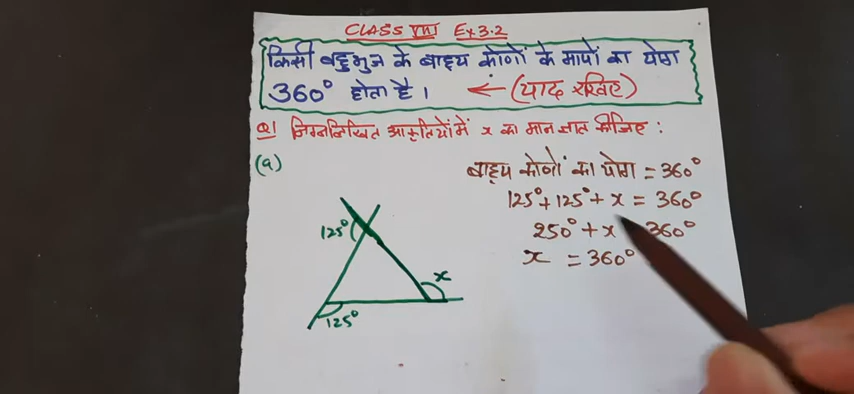 CLASS VIII Ex 3.2
किसी बहुभुज के बाह्य कोणों के मापों का योग
360° होता है। ← (याद रखिए)
Q1 निम्नलिखित आकृतियों में x का मान ज्ञात कीजिए :
(a)
बाह्य कोणों का योग = 360°
125° + 125° + x = 360°
250° + x 360°
x = 360°
125°
x
125°